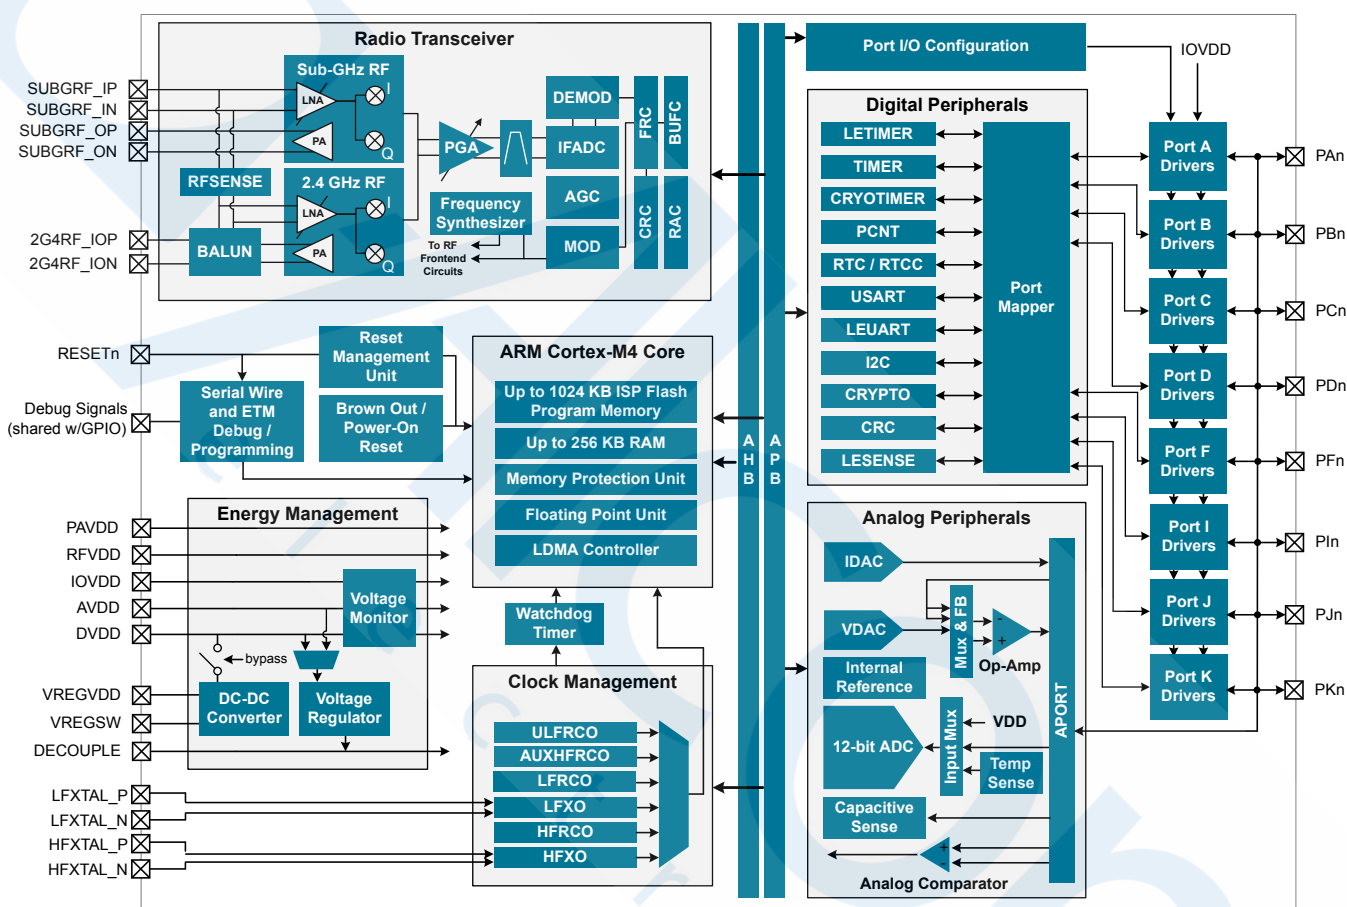 Radio Transceiver
SUBGRF_IP
SUBGRF_IN
SUBGRF_OP
SUBGRF_ON
2G4RF_IOP
2G4RF_ION
Sub-GHz RF
LNA
I
PA
Q
RFSENSE
2.4 GHz RF
LNA
I
PA
Q
BALUN
PGA
Frequency
Synthesizer
To RF
Frontend
Circuits
DEMOD
IFADC
AGC
MOD
FRC
BUFC
CRC
RAC
RESETn
Debug Signals
(shared w/GPIO)
Reset
Management
Unit
Serial Wire
and ETM
Debug /
Programming
Brown Out /
Power-On
Reset
ARM Cortex-M4 Core
Up to 1024 KB ISP Flash
Program Memory
Up to 256 KB RAM
Memory Protection Unit
Floating Point Unit
LDMA Controller
Watchdog
Timer
Energy Management
PAVDD
RFVDD
IOVDD
AVDD
DVDD
VREGVDD
VREGSW
DECOUPLE
Voltage
Monitor
bypass
DC-DC
Converter
Voltage
Regulator
Clock Management
LFXTAL_P
LFXTAL_N
HFXTAL_P
HFXTAL_N
ULFRCO
AUXHFRCO
LFRCO
LFXO
HFRCO
HFXO
A
H
B
A
P
B
Port I/O Configuration
IOVDD
Digital Peripherals
LETIMER
TIMER
CRYOTIMER
PCNT
RTC / RTCC
USART
LEUART
I2C
CRYPTO
CRC
LESENSE
Port
Mapper
Analog Peripherals
IDAC
VDAC
Mux & FB
-
+
Op-Amp
Internal
Reference
12-bit ADC
Input Mux
VDD
Temp
Sense
Capacitive
Sense
+
-
Analog Comparator
APORT
Port A
Drivers
Port B
Drivers
Port C
Drivers
Port D
Drivers
Port F
Drivers
Port I
Drivers
Port J
Drivers
Port K
Drivers
PAn
PBn
PCn
PDn
PFn
PIn
PJn
PKn